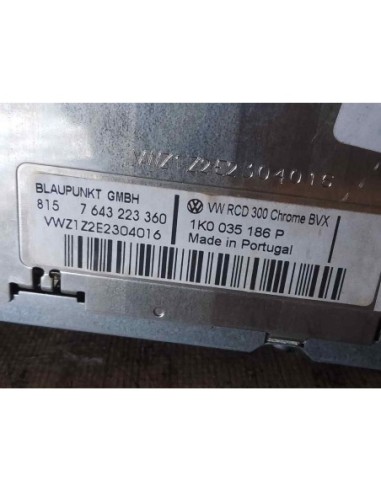 VWZ1Z2E2304016
BLAUPUNKT GMBH
815 7 643 223 360
VWZ1Z2E2304016
VW RCD 300 Chrome BVX
1K0 035 186 P
Made in Portugal